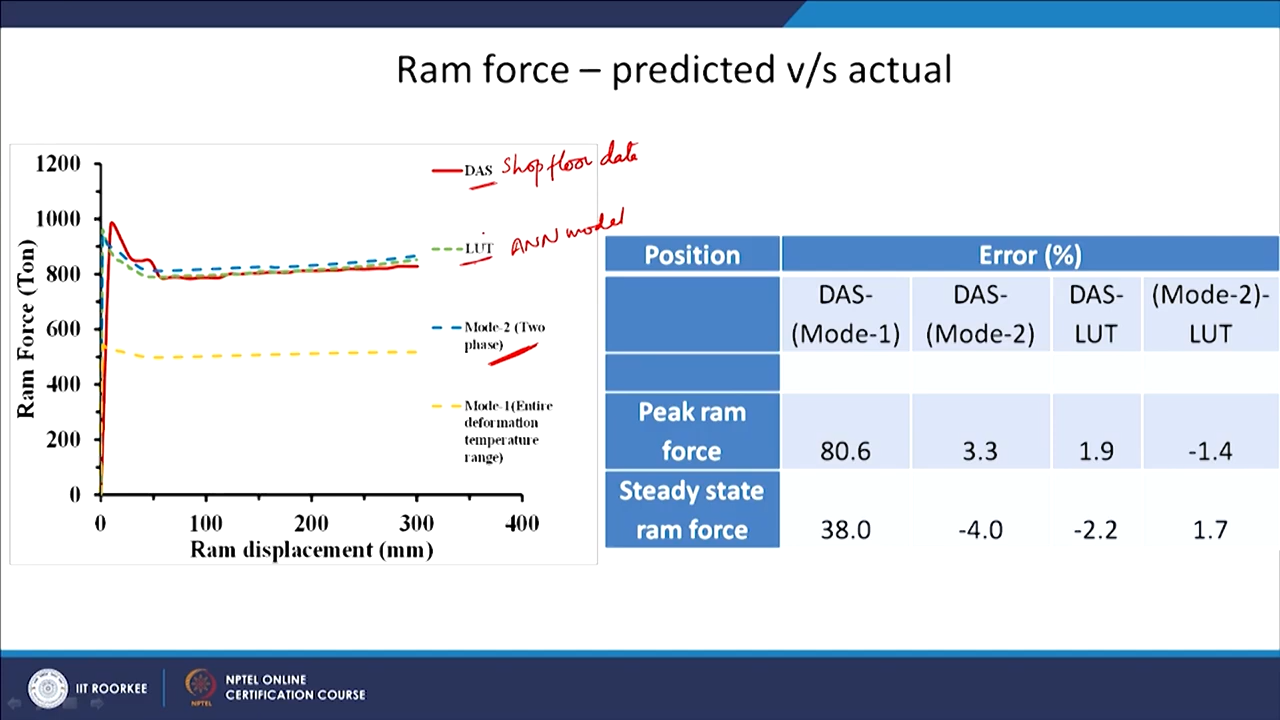 Ram force – predicted v/s actual
1200
1000
800
600
400
200
0
Ram Force (Ton)
0
100
200
300
400
Ram displacement (mm)
DAS Shop floor data
LUT ANN model
Mode-2 (Two
phase)
Mode-1(Entire
deformation
temperature
range)
Position Error (%)
DAS-
(Mode-1)
DAS-
(Mode-2)
DAS-
LUT
(Mode-2)-
LUT
Peak ram
force
80.6 3.3 1.9 -1.4
Steady state
ram force
38.0 -4.0 -2.2 1.7
IIT ROORKEE
NPTEL ONLINE
CERTIFICATION COURSE
NPTEL